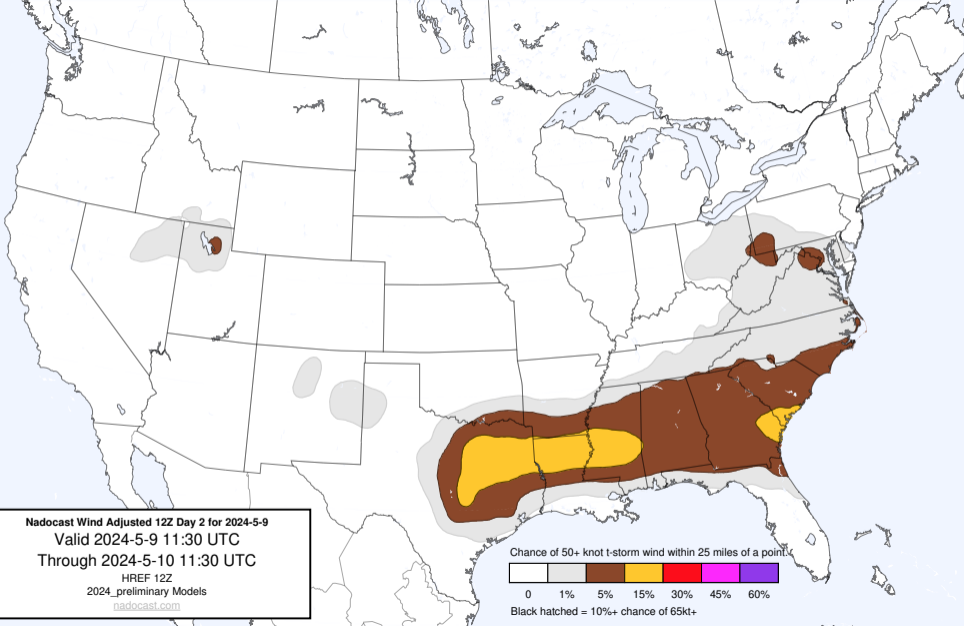 Nadocast Wind Adjusted 12Z Day 2 for 2024-5-9
Valid 2024-5-9 11:30 UTC
Through 2024-5-10 11:30 UTC
HREF 12Z
2024_preliminary Models
nadocast.com
Chance of 50+ knot t-storm wind within 25 miles of a point.
0 1% 5% 15% 30% 45% 60%
Black hatched = 10%+ chance of 65kt+